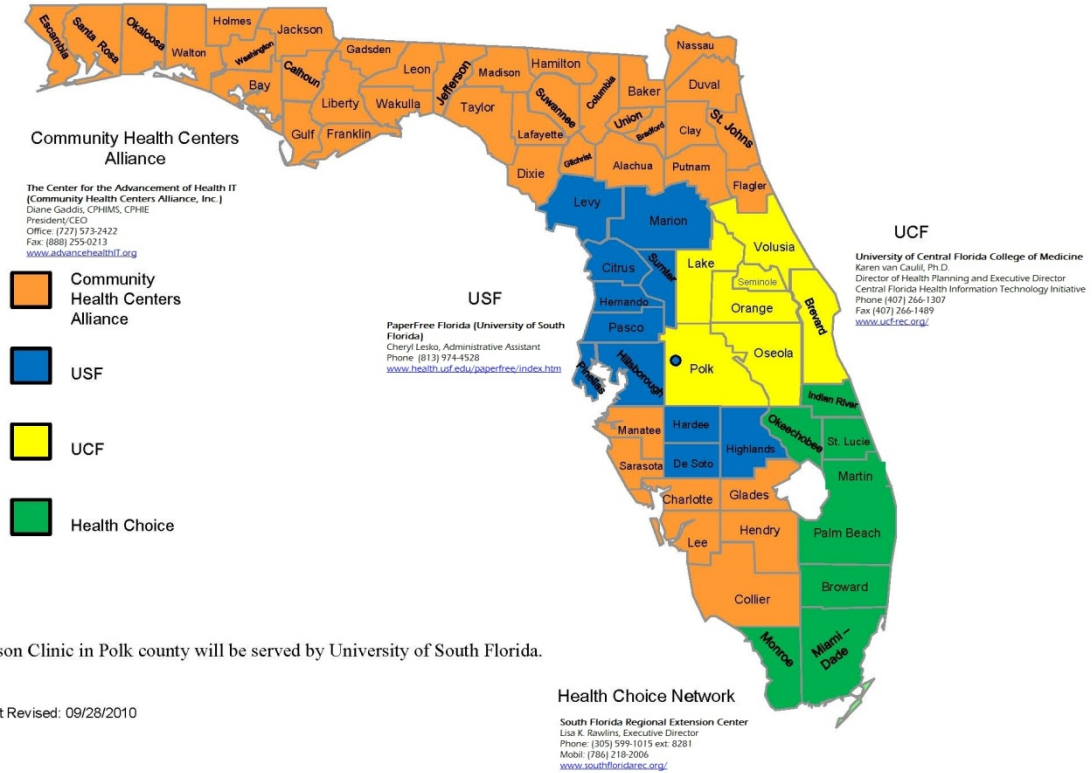 Escambia
Santa Rosa
Okaloosa
Walton
Holmes
Washington
Bay
Jackson
Calhoun
Gulf
Gadsden
Liberty
Franklin
Leon
Wakulla
Jefferson
Madison
Taylor
Hamilton
Suwannee
Lafayette
Dixie
Columbia
Gilchrist
Baker
Union
Bradford
Alachua
Nassau
Duval
Clay
St. Johns
Putnam
Flagler
Community Health Centers
Alliance
The Center for the Advancement of Health IT
(Community Health Centers Alliance, Inc.)
Diane Gaddis, CPHIMS, CPHIE
President/CEO
Office: (727) 573-2422
Fax: (888) 255-0213
www.advancehealthIT.org
Community
Health Centers
Alliance
USF
UCF
Health Choice
USF
PaperFree Florida (University of South
Florida)
Cheryl Lesko, Administrative Assistant
Phone (813) 974-4528
www.health.usf.edu/paperfree/index.htm
Levy
Marion
Citrus
Sumter
Hernando
Pasco
Pinellas
Hillsborough
Lake
Volusia
Seminole
Orange
Brevard
Polk
Oseola
UCF
University of Central Florida College of Medicine
Karen van Caulil, Ph.D.
Director of Health Planning and Executive Director
Central Florida Health Information Technology Initiative
Phone (407) 266-1307
Fax (407) 266-1489
www.ucf-rec.org/
Manatee
Hardee
Highlands
Okeechobee
Indian River
St. Lucie
Sarasota
De Soto
Martin
Charlotte
Glades
Lee
Hendry
Palm Beach
Collier
Broward
Monroe
Miami –
Dade
son Clinic in Polk county will be served by University of South Florida.
t Revised: 09/28/2010
Health Choice Network
South Florida Regional Extension Center
Lisa K. Rawlins, Executive Director
Phone: (305) 599-1015 ext: 8281
Mobil: (786) 218-2006
www.southfloridarec.org/